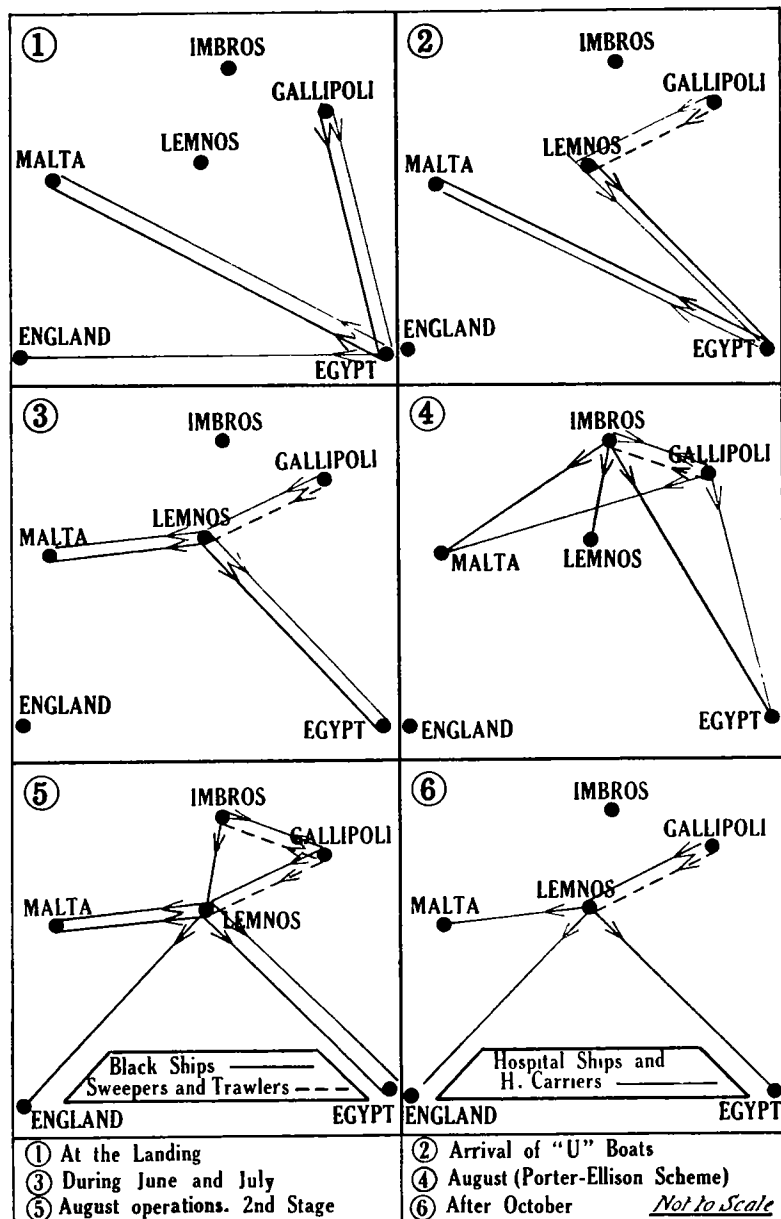 ①
IMBROS
GALLIPOLI
LEMNOS
MALTA
ENGLAND
EGYPT
②
IMBROS
GALLIPOLI
LEMNOS
MALTA
ENGLAND
EGYPT
③
IMBROS
GALLIPOLI
LEMNOS
MALTA
ENGLAND
EGYPT
④
IMBROS
GALLIPOLI
MALTA
LEMNOS
ENGLAND
EGYPT
⑤
IMBROS
GALLIPOLI
MALTA
LEMNOS
Black Ships
Sweepers and Trawlers
ENGLAND
EGYPT
⑥
IMBROS
GALLIPOLI
LEMNOS
MALTA
Hospital Ships and
H. Carriers
ENGLAND
EGYPT
① At the Landing
② Arrival of "U" Boats
③ During June and July
④ August (Porter-Ellison Scheme)
⑤ August operations. 2nd Stage
⑥ After October
Not to Scale